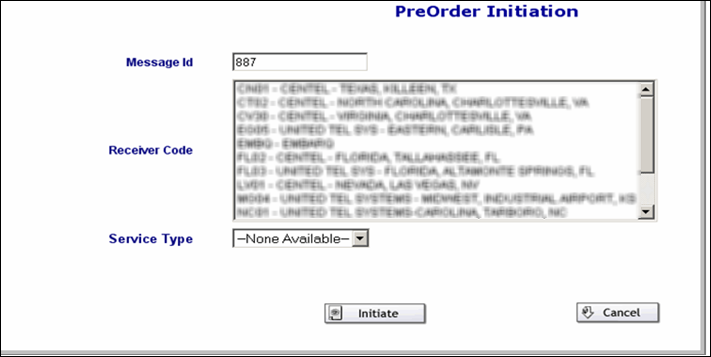 PreOrder Initiation
Message Id 887
Receiver Code
CN01 - CENTEL - TEXAS, KILLEEN, TX
CT02 - CENTEL - NORTH CAROLINA, CHARLOTTESVILLE, VA
CV30 - CENTEL - VIRGINIA, CHARLOTTESVILLE, VA
EG05 - UNITED TEL SYS - EASTERN, CARLISLE, PA
EMBQ - EMBARQ
FL02 - CENTEL - FLORIDA, TALLAHASSEE, FL
FL03 - UNITED TEL SYS - FLORIDA, ALTAMONTE SPRINGS, FL
LV01 - CENTEL - NEVADA, LAS VEGAS, NV
UNITED TEL SYSTEMS - MIDWEST, INDUSTRIAL AIRPORT, KS
NC01 - UNITED TEL SYSTEMS-CAROLINA, TARBORO, NC
Service Type --None Available--
Initiate
Cancel